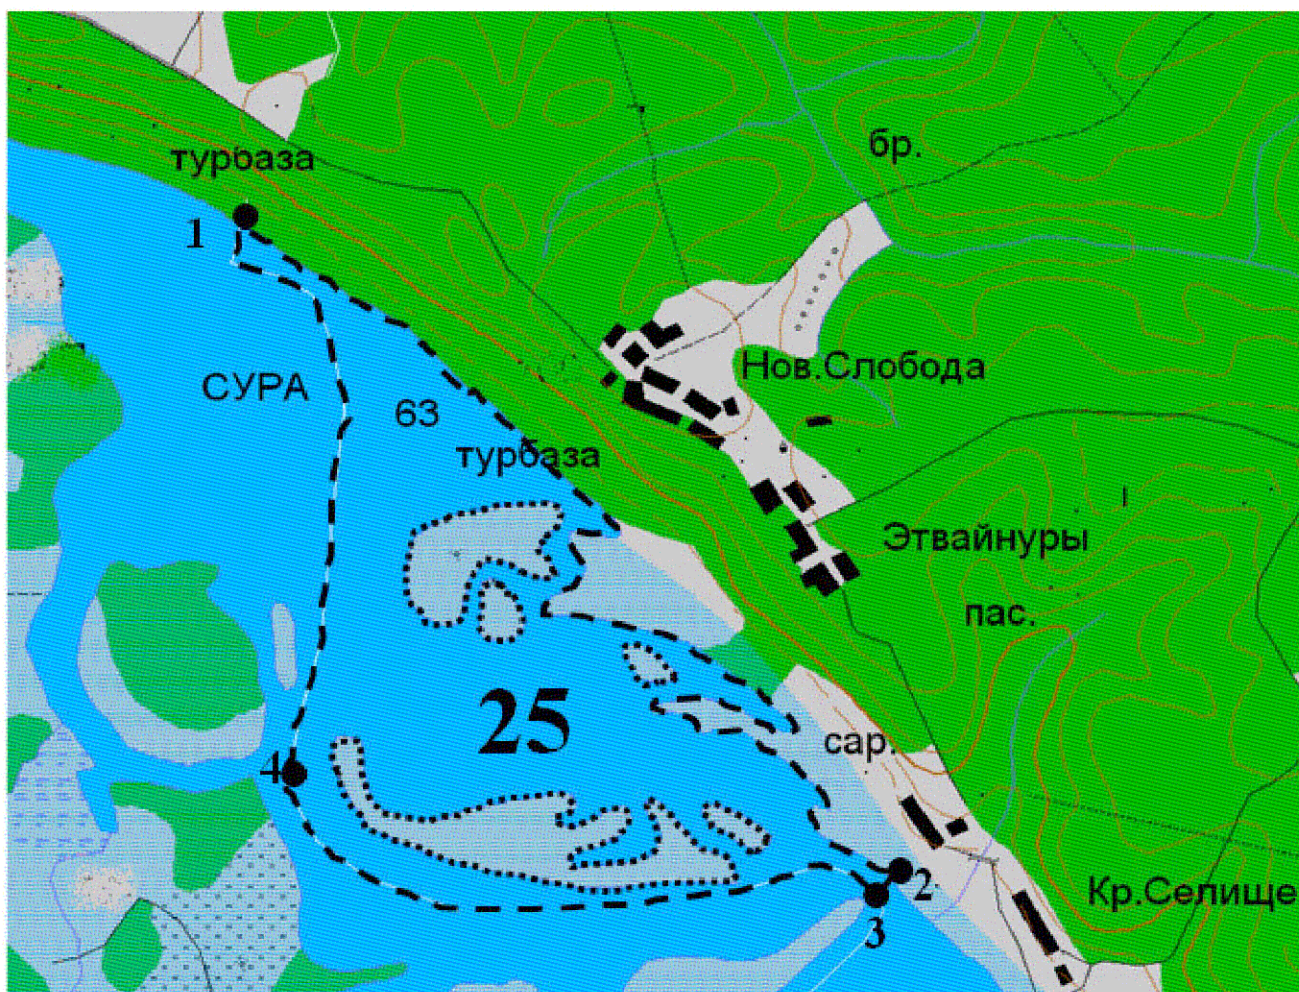 бр.
турбаза
1
Нов.Слобода
СУРА
63
турбаза
Этвайнуры
пас.
25
сар.
4
2
Кр.Селище
3